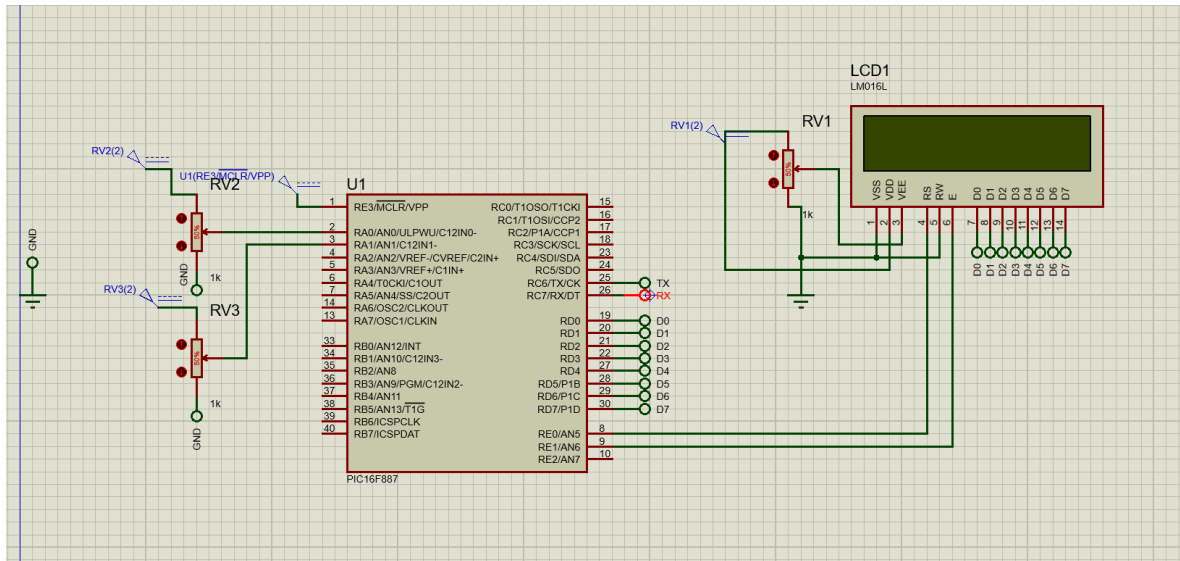 LCD1
LM016L
RV1(2)
RV1
50%
1k
VSS
VDD
VEE
RS
RW
E
D0
D1
D2
D3
D4
D5
D6
D7
1
2
3
4
5
6
7
8
9
10
11
12
13
14
D0
D1
D2
D3
D4
D5
D6
D7
RV2(2)
U1(RE3/MCLR/VPP)
RV2
50%
1k
GND
GND
RV3(2)
RV3
50%
1k
GND
U1
1 RE3/MCLR/VPP
2 RA0/AN0/ULPWU/C12IN0-
3 RA1/AN1/C12IN1-
4 RA2/AN2/VREF-/CVREF/C2IN+
5 RA3/AN3/VREF+/C1IN+
6 RA4/T0CKI/C1OUT
7 RA5/AN4/SS/C2OUT
14 RA6/OSC2/CLKOUT
13 RA7/OSC1/CLKIN
33 RB0/AN12/INT
34 RB1/AN10/C12IN3-
35 RB2/AN8
36 RB3/AN9/PGM/C12IN2-
37 RB4/AN11
38 RB5/AN13/T1G
39 RB6/ICSPCLK
40 RB7/ICSPDAT
RC0/T1OSO/T1CKI 15
RC1/T1OSI/CCP2 16
RC2/P1A/CCP1 17
RC3/SCK/SCL 18
RC4/SDI/SDA 23
RC5/SDO 24
RC6/TX/CK 25 TX
RC7/RX/DT 26 RX
RD0 19 D0
RD1 20 D1
RD2 21 D2
RD3 22 D3
RD4 27 D4
RD5/P1B 28 D5
RD6/P1C 29 D6
RD7/P1D 30 D7
RE0/AN5 8
RE1/AN6 9
RE2/AN7 10
PIC16F887